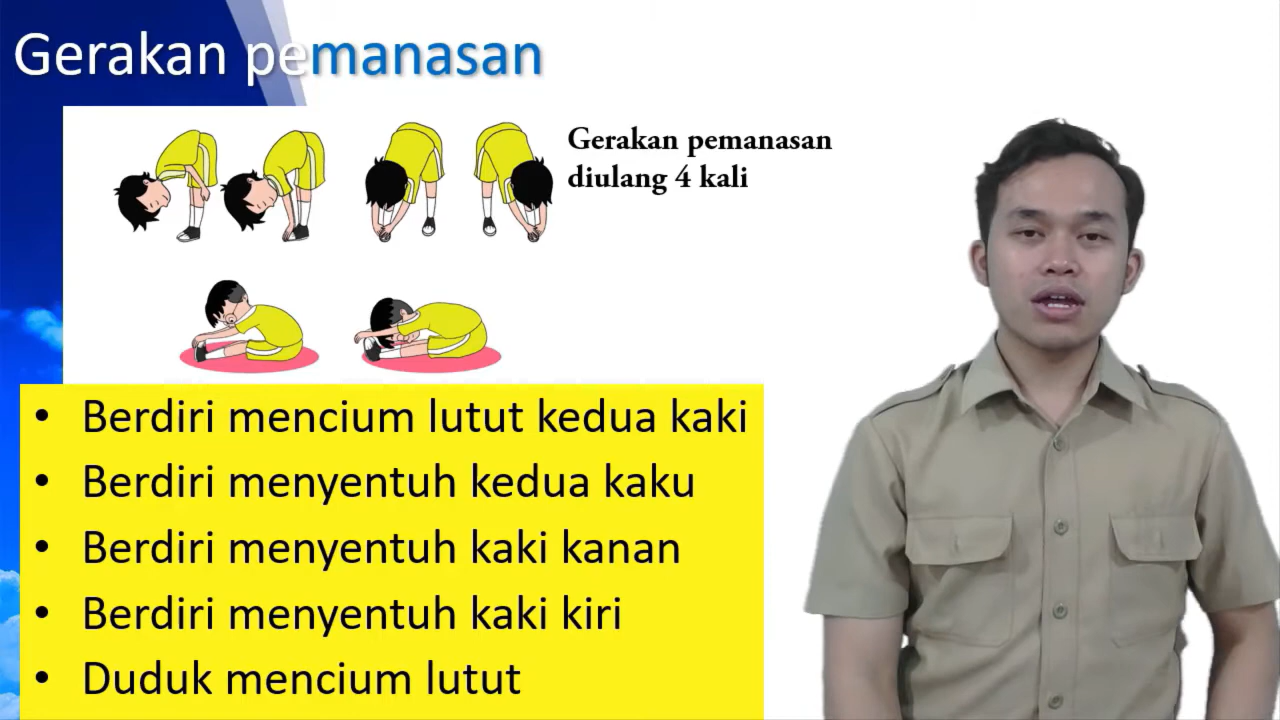 Gerakan pemanasan
Gerakan pemanasan
diulang 4 kali
• Berdiri mencium lutut kedua kaki
• Berdiri menyentuh kedua kaku
• Berdiri menyentuh kaki kanan
• Berdiri menyentuh kaki kiri
• Duduk mencium lutut